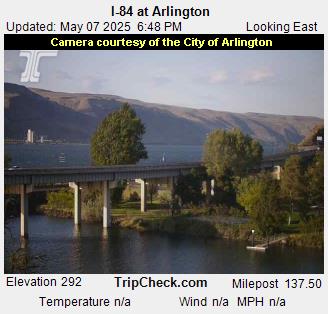 I-84 at Arlington
Updated: May 07 2025 6:48 PM Looking East
Camera courtesy of the City of Arlington
Elevation 292 TripCheck.com Milepost 137.50
Temperature n/a Wind n/a MPH n/a